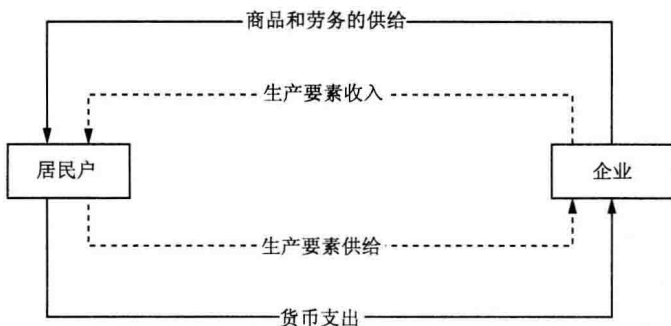 商品和劳务的供给
生产要素收入
居民户
企业
生产要素供给
货币支出